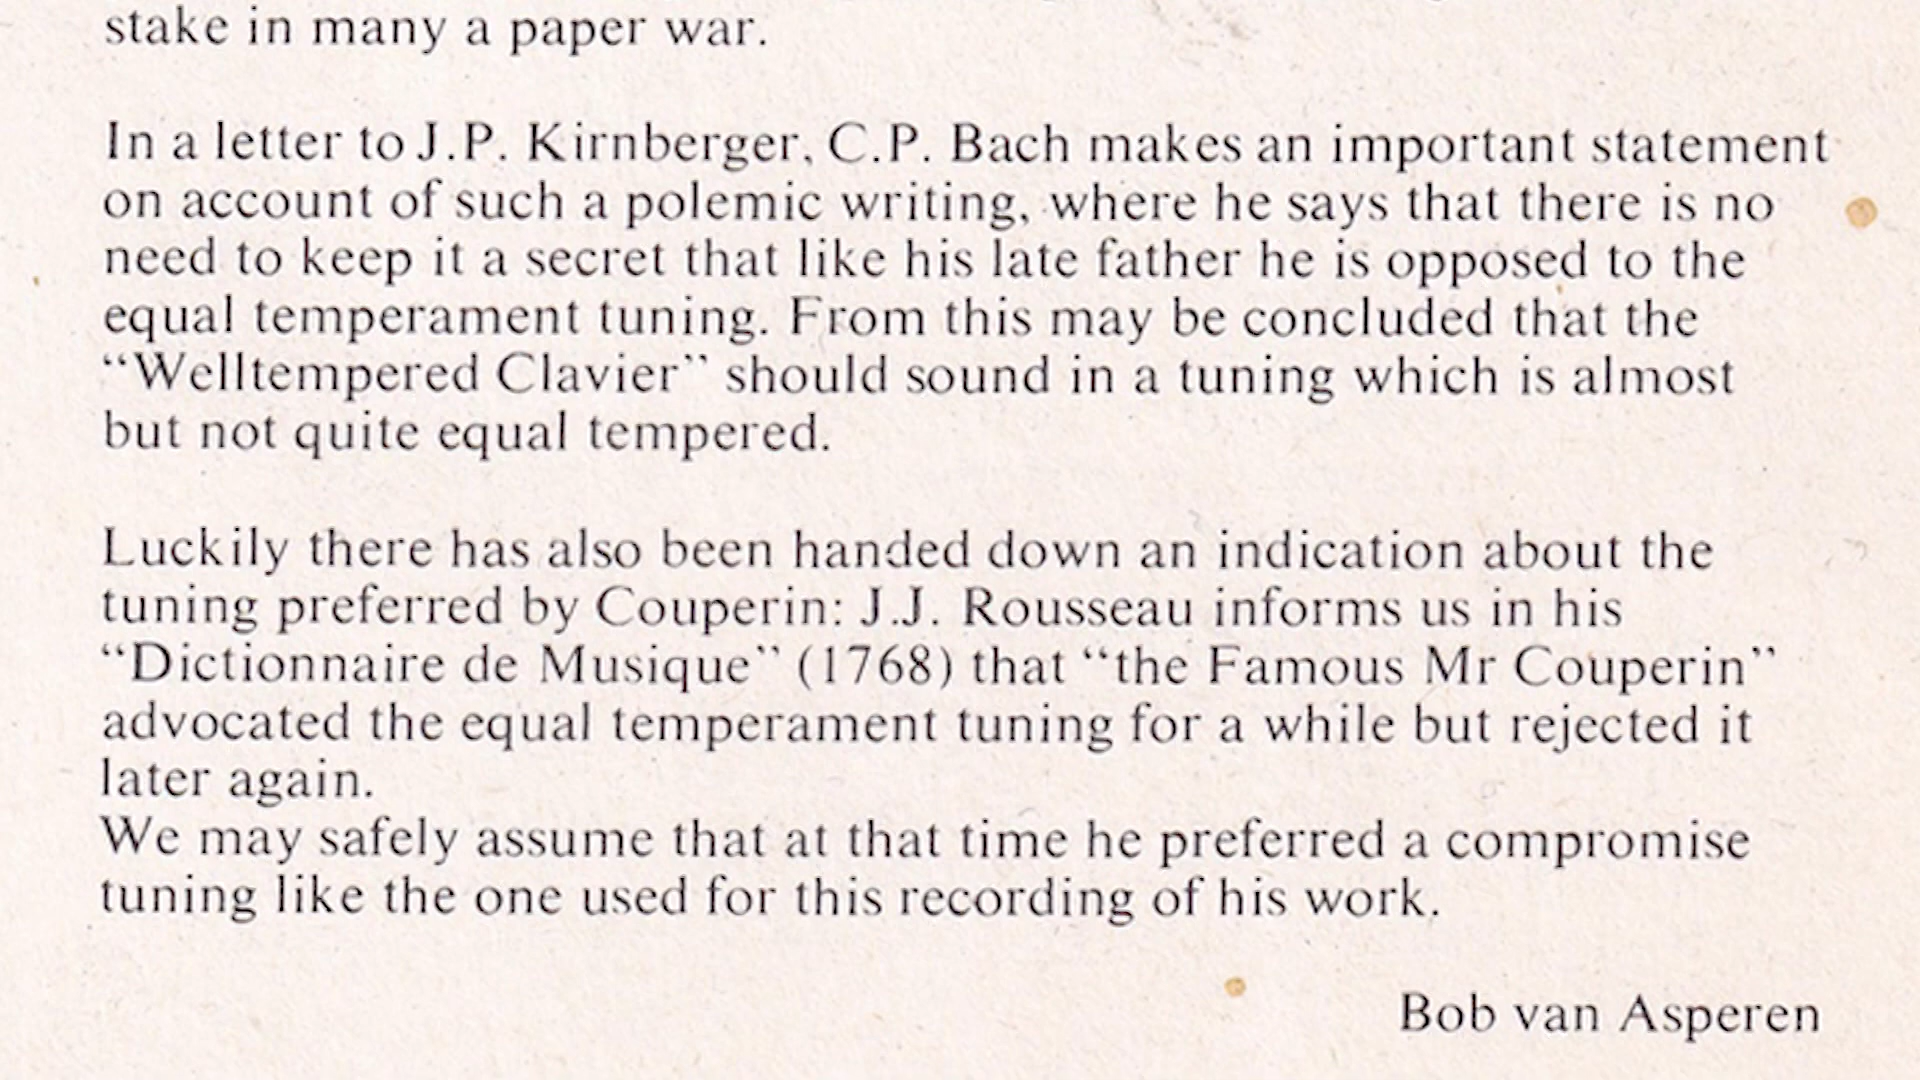 stake in many a paper war.
In a letter to J.P. Kirnberger, C.P. Bach makes an important statement
on account of such a polemic writing, where he says that there is no
need to keep it a secret that like his late father he is opposed to the
equal temperament tuning. From this may be concluded that the
“Welltempered Clavier” should sound in a tuning which is almost
but not quite equal tempered.
Luckily there has also been handed down an indication about the
tuning preferred by Couperin: J.J. Rousseau informs us in his
“Dictionnaire de Musique” (1768) that “the Famous Mr Couperin”
advocated the equal temperament tuning for a while but rejected it
later again.
We may safely assume that at that time he preferred a compromise
tuning like the one used for this recording of his work.
Bob van Asperen